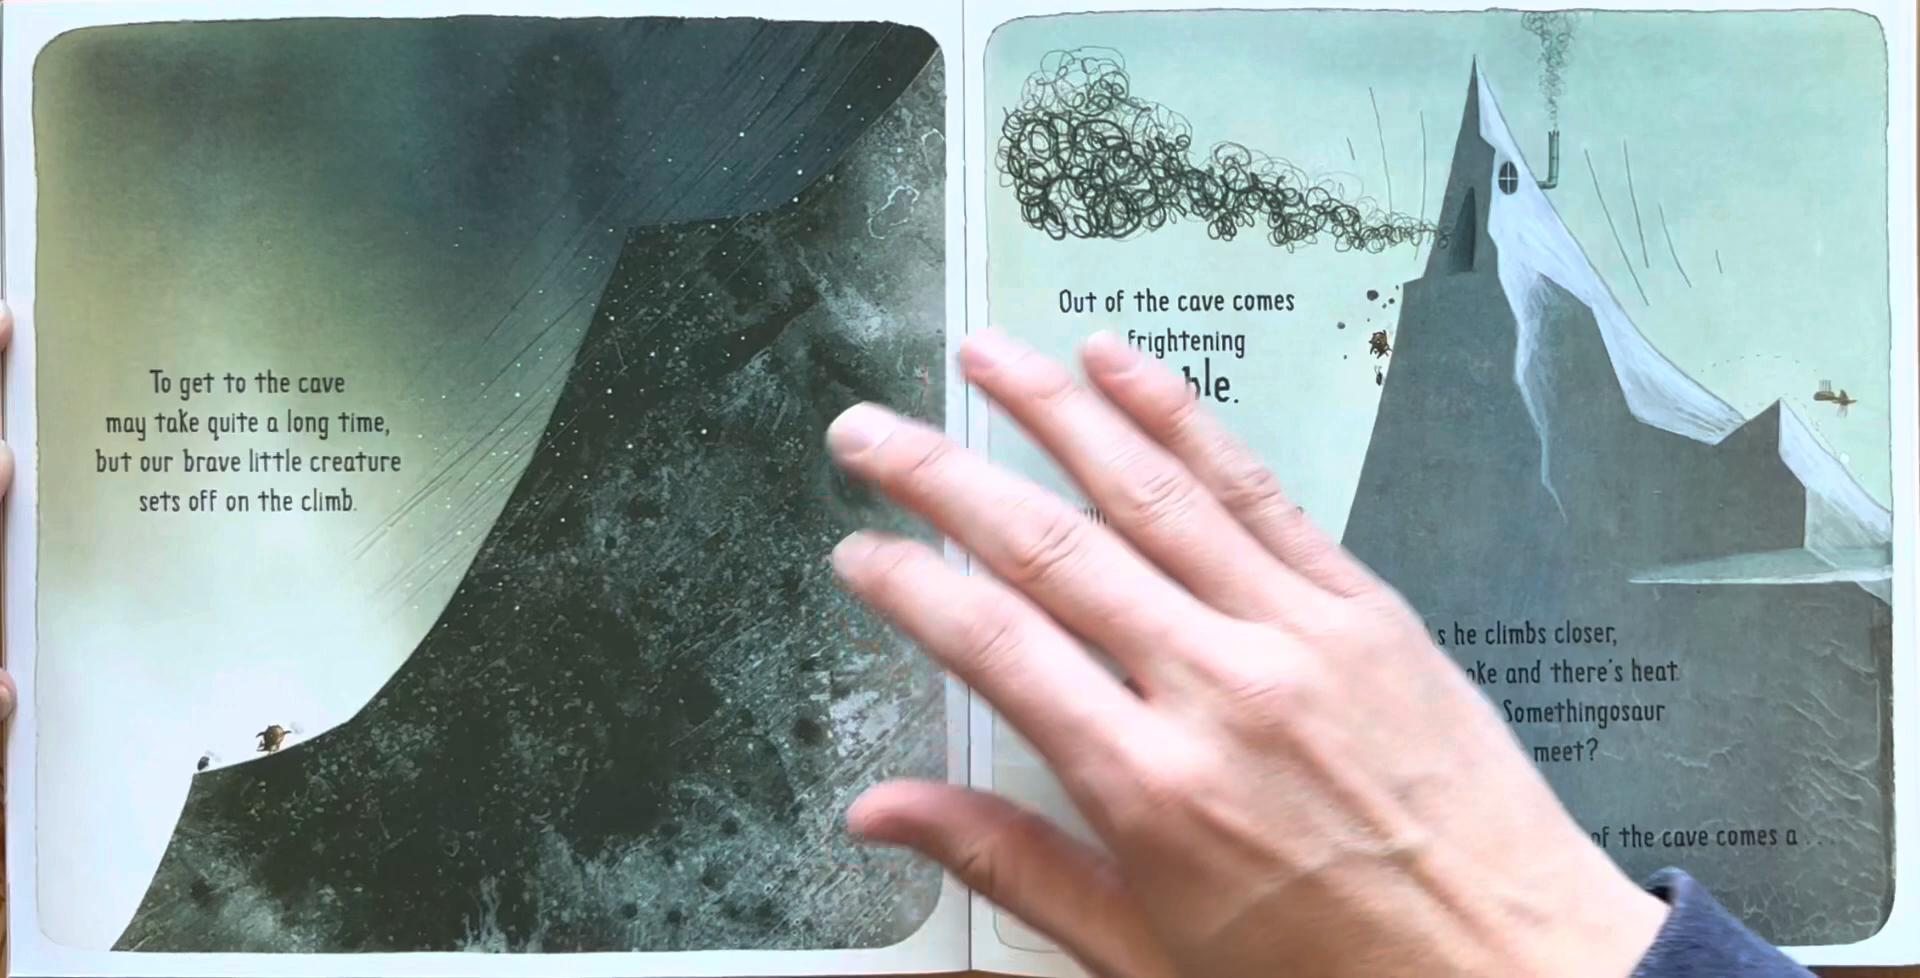 To get to the cave
may take quite a long time,
but our brave little creature
sets off on the climb.
Out of the cave comes
frightening
ble.
s he climbs closer,
oke and there's heat
Somethingosaur
meet?
of the cave comes a . . .